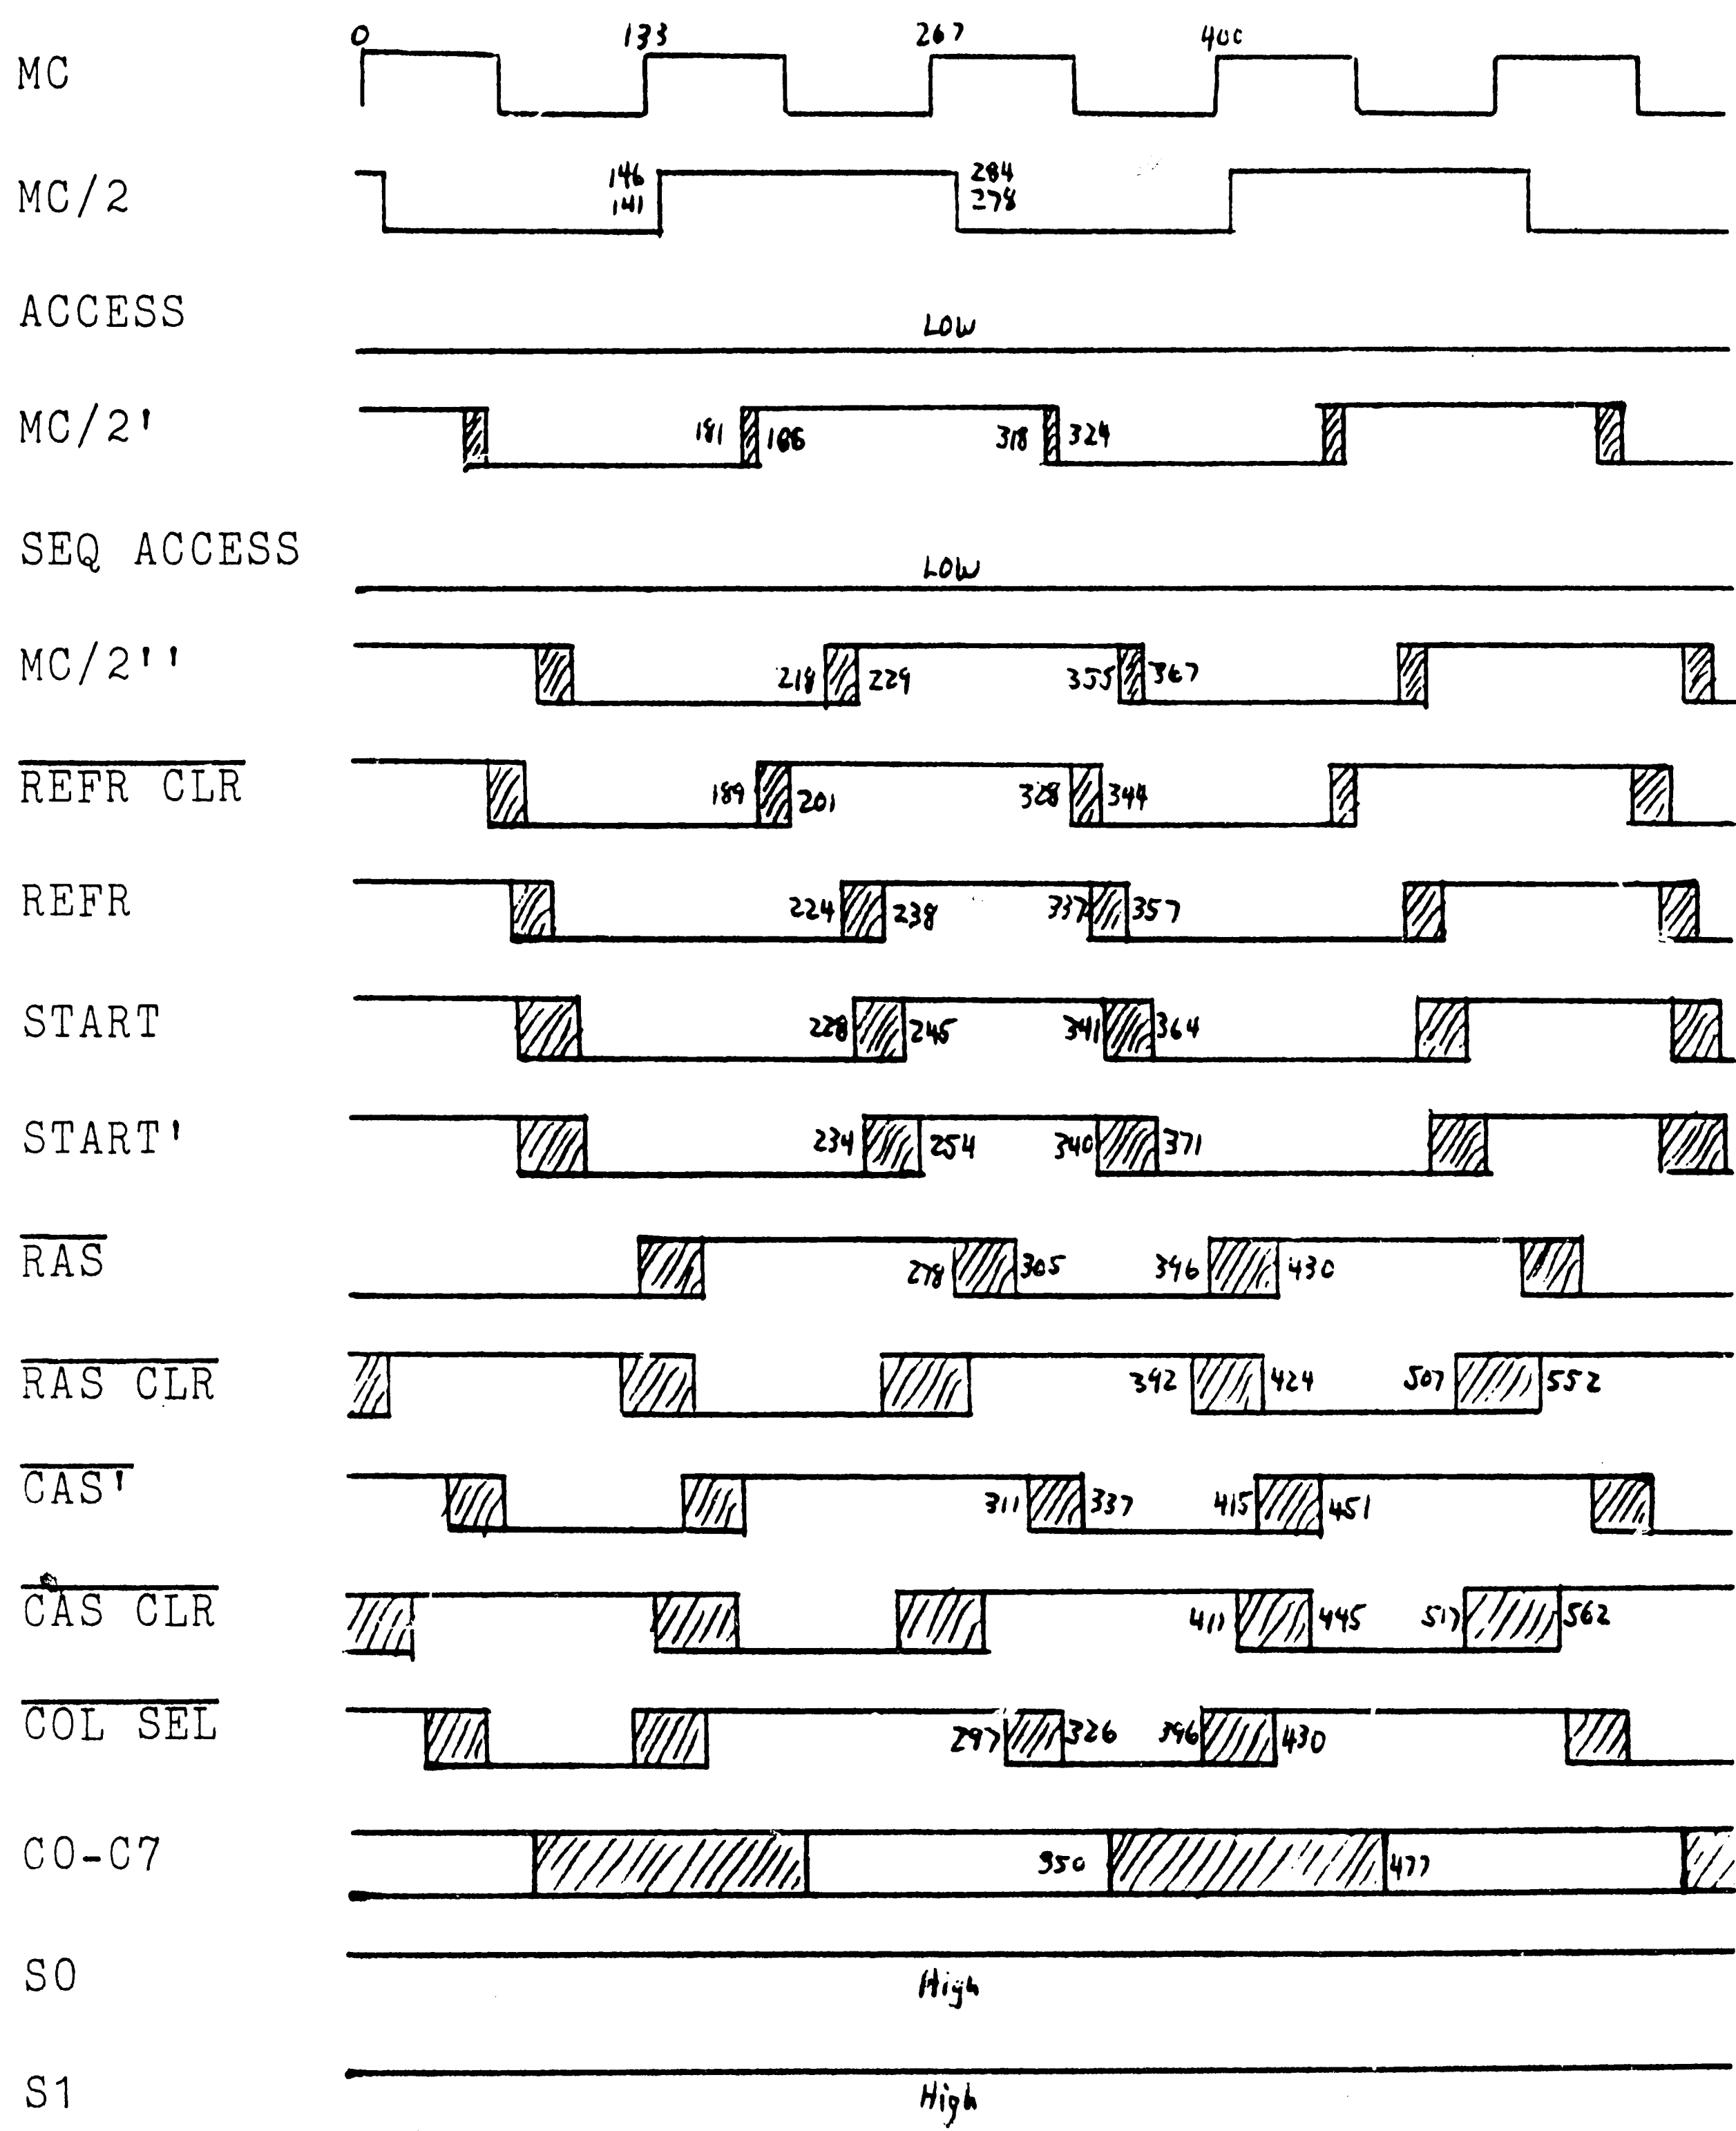 0 133 267 400
MC
MC/2 146 284
141 278
ACCESS LOW
MC/2' 181 186 318 324
SEQ ACCESS LOW
MC/2'' 218 229 355 367
REFR CLR 189 201 328 344
REFR 224 238 337 357
START 228 245 341 364
START' 234 254 340 371
RAS 278 305 396 430
RAS CLR 392 424 507 552
CAS' 311 337 415 451
CAS CLR 411 445 517 562
COL SEL 297 326 396 430
C0-C7 350 477
S0 High
S1 High